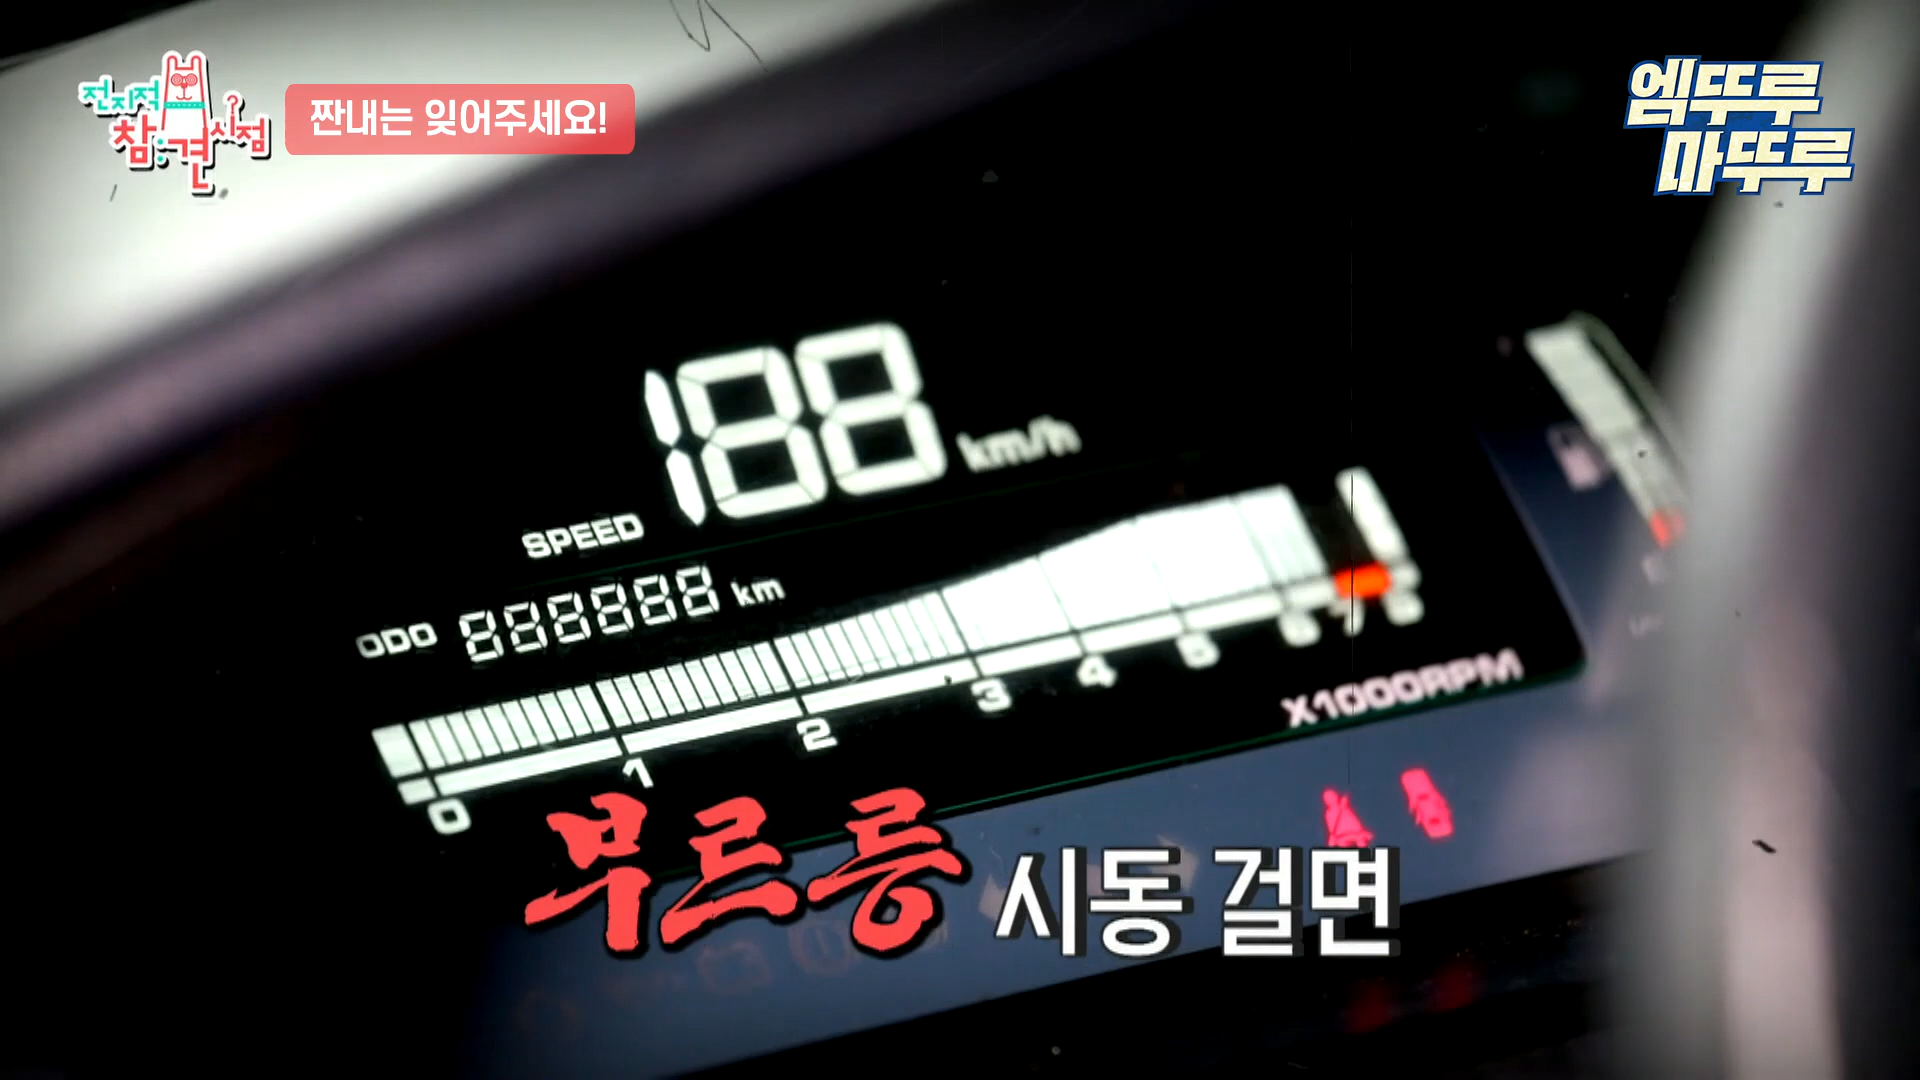 전지적
참견 시점
짠내는 잊어주세요!
엠뚜루
마뚜루
188 km/h
SPEED
ODO 888888 km
0 1 2 3 4 5 6 7 8
X1000RPM
부르릉 시동 걸면